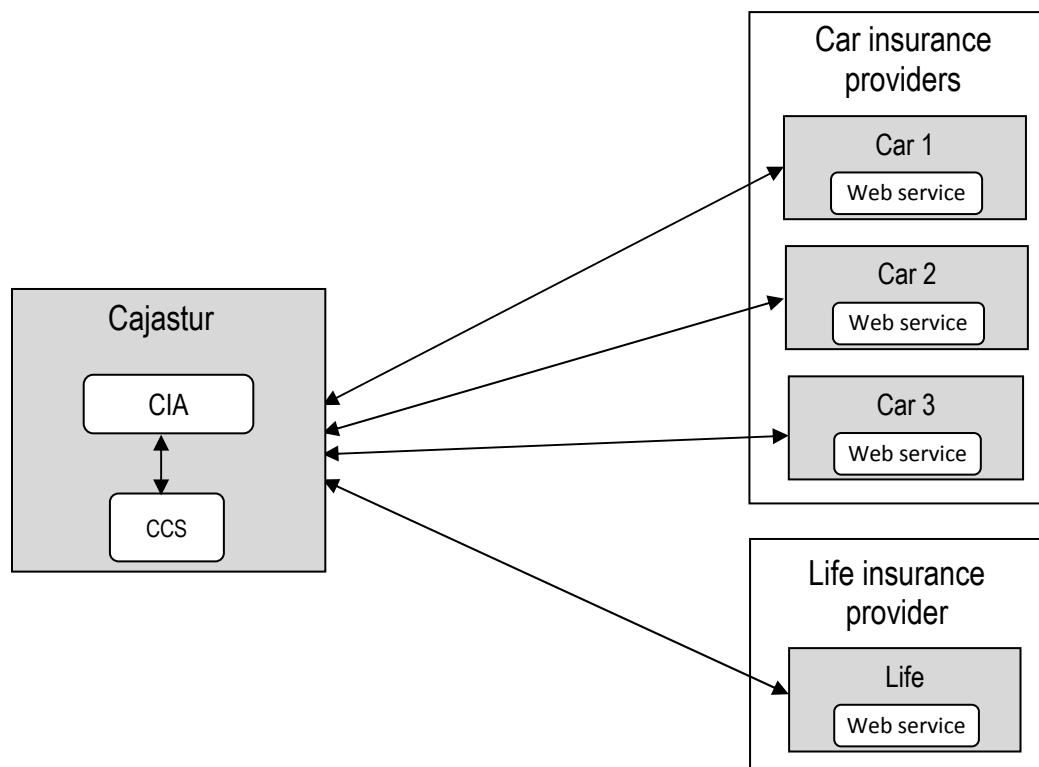 Cajastur
CIA
CCS
Car insurance
providers
Car 1
Web service
Car 2
Web service
Car 3
Web service
Life insurance
provider
Life
Web service